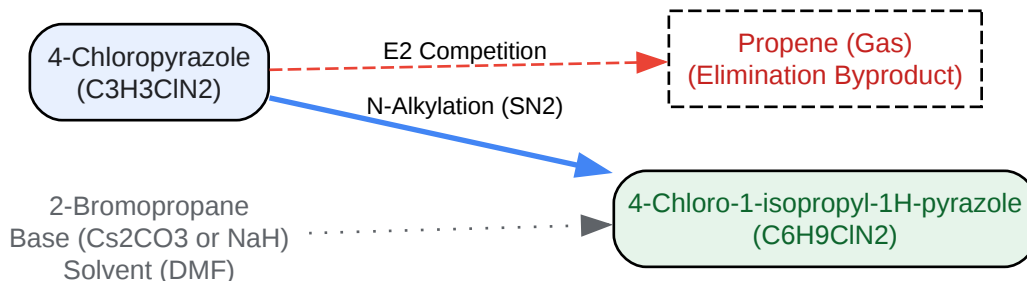 4-Chloropyrazole
(C3H3ClN2)
E2 Competition
Propene (Gas)
(Elimination Byproduct)
N-Alkylation (SN2)
2-Bromopropane
Base (Cs2CO3 or NaH)
Solvent (DMF)
4-Chloro-1-isopropyl-1H-pyrazole
(C6H9ClN2)